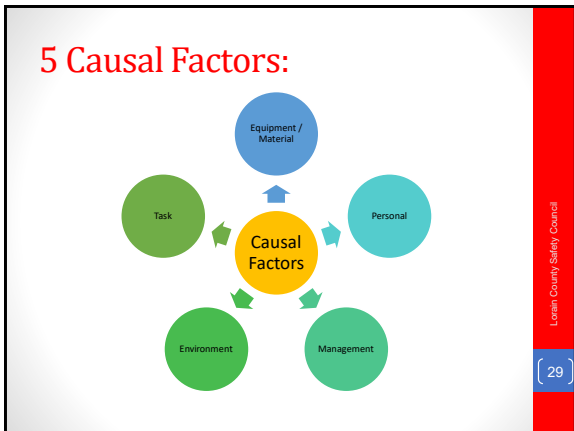 5 Causal Factors:
Equipment /
Material
Task
Personal
Causal
Factors
Environment
Management
Lorain County Safety Council
29